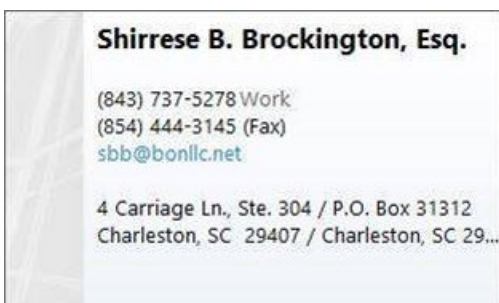 Shirrese B. Brockington, Esq.
(843) 737-5278 Work
(854) 444-3145 (Fax)
sbb@bonllc.net
4 Carriage Ln., Ste. 304 / P.O. Box 31312
Charleston, SC 29407 / Charleston, SC 29...